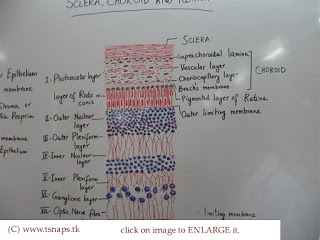 SCLERA, CHOROID AND
SCLERA
suprachoroidal lamina
Vascular layer
Choriocapillary layer
CHOROID
Bruchs membrane
Pigmented layer of Retina
Outer limiting membrane
Epithelium
membrane
Stroma or
Propria
membrane
Epithelium
I - Photoreceptor layer
layer of Rods
cones
II - Outer Nuclear
layer
III - Outer Plexiform
layer
IV - Inner Nuclear
layer
V - Inner Plexiform
layer
VI - Ganglionic layer
VII - Optic Nerve fibre
limiting membrane
(C) www.tsnaps.tk
click on image to ENLARGE it.